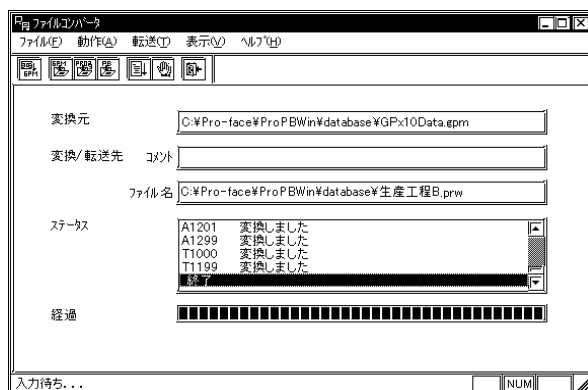 ファイルコンバータ
ファイル(F) 動作(A) 転送(T) 表示(V) ヘルプ(H)
変換元 C:¥Pro-face¥ProPBWin¥database¥GPx10Data.gpm
変換/転送先 コメント
ファイル名 C:¥Pro-face¥ProPBWin¥database¥生産工程B.prw
ステータス
A1201 変換しました
A1299 変換しました
T1000 変換しました
T1199 変換しました
終了
経過
入力待ち... NUM